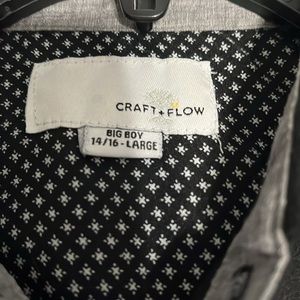 CRAFT + FLOW
BIG BOY
14/16 - LARGE